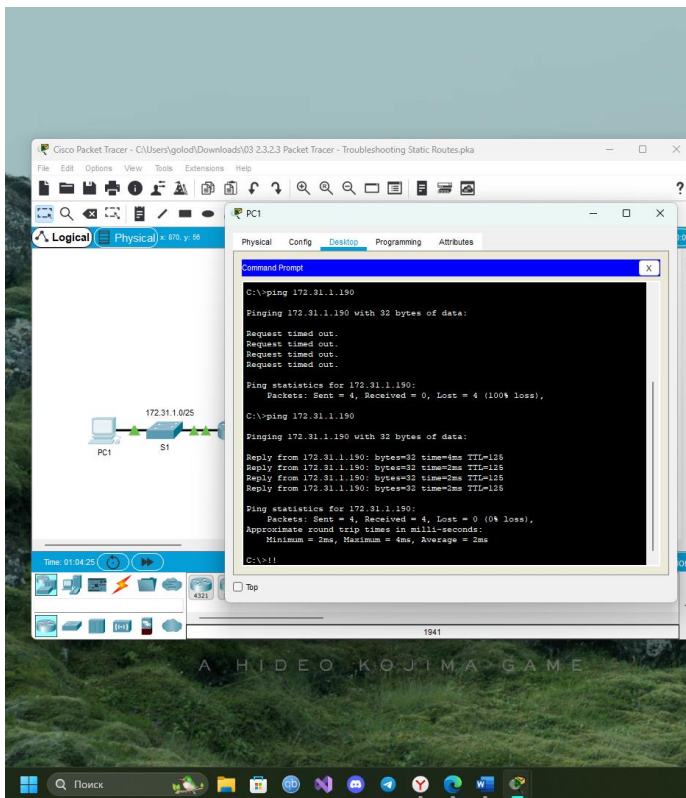 Cisco Packet Tracer - C:\Users\golod\Downloads\03 2.3.2.3 Packet Tracer - Troubleshooting Static Routes.pka
File Edit Options View Tools Extensions Help
?
PC1
Logical Physical x: 870, y: 56
Physical Config Desktop Programming Attributes
Command Prompt X
C:\>ping 172.31.1.190
Pinging 172.31.1.190 with 32 bytes of data:
Request timed out.
Request timed out.
Request timed out.
Request timed out.
Ping statistics for 172.31.1.190:
Packets: Sent = 4, Received = 0, Lost = 4 (100% loss),
C:\>ping 172.31.1.190
Pinging 172.31.1.190 with 32 bytes of data:
Reply from 172.31.1.190: bytes=32 time=4ms TTL=125
Reply from 172.31.1.190: bytes=32 time=2ms TTL=125
Reply from 172.31.1.190: bytes=32 time=2ms TTL=125
Reply from 172.31.1.190: bytes=32 time=2ms TTL=125
Ping statistics for 172.31.1.190:
Packets: Sent = 4, Received = 4, Lost = 0 (0% loss),
Approximate round trip times in milli-seconds:
Minimum = 2ms, Maximum = 4ms, Average = 2ms
C:\>!!
172.31.1.0/25
PC1
S1
Time: 01:04:25
Top
4321
1941
A HIDEO KOJIMA GAME
Поиск
qb